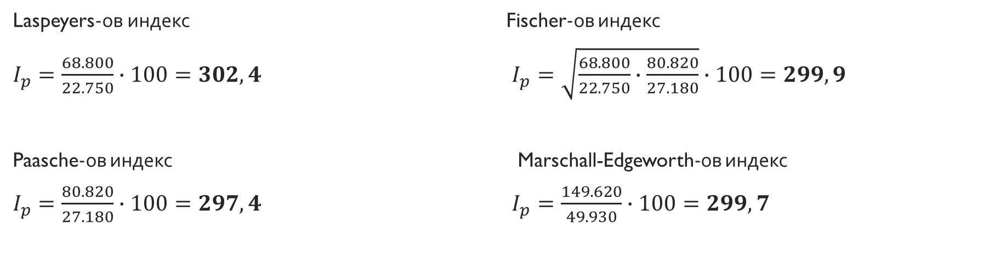 Laspeyers-ов индекс
I_p = 68.800/22.750 · 100 = 302,4
Paasche-ов индекс
I_p = 80.820/27.180 · 100 = 297,4
Fischer-ов индекс
I_p = √(68.800/22.750 · 80.820/27.180) · 100 = 299,9
Marschall-Edgeworth-ов индекс
I_p = 149.620/49.930 · 100 = 299,7